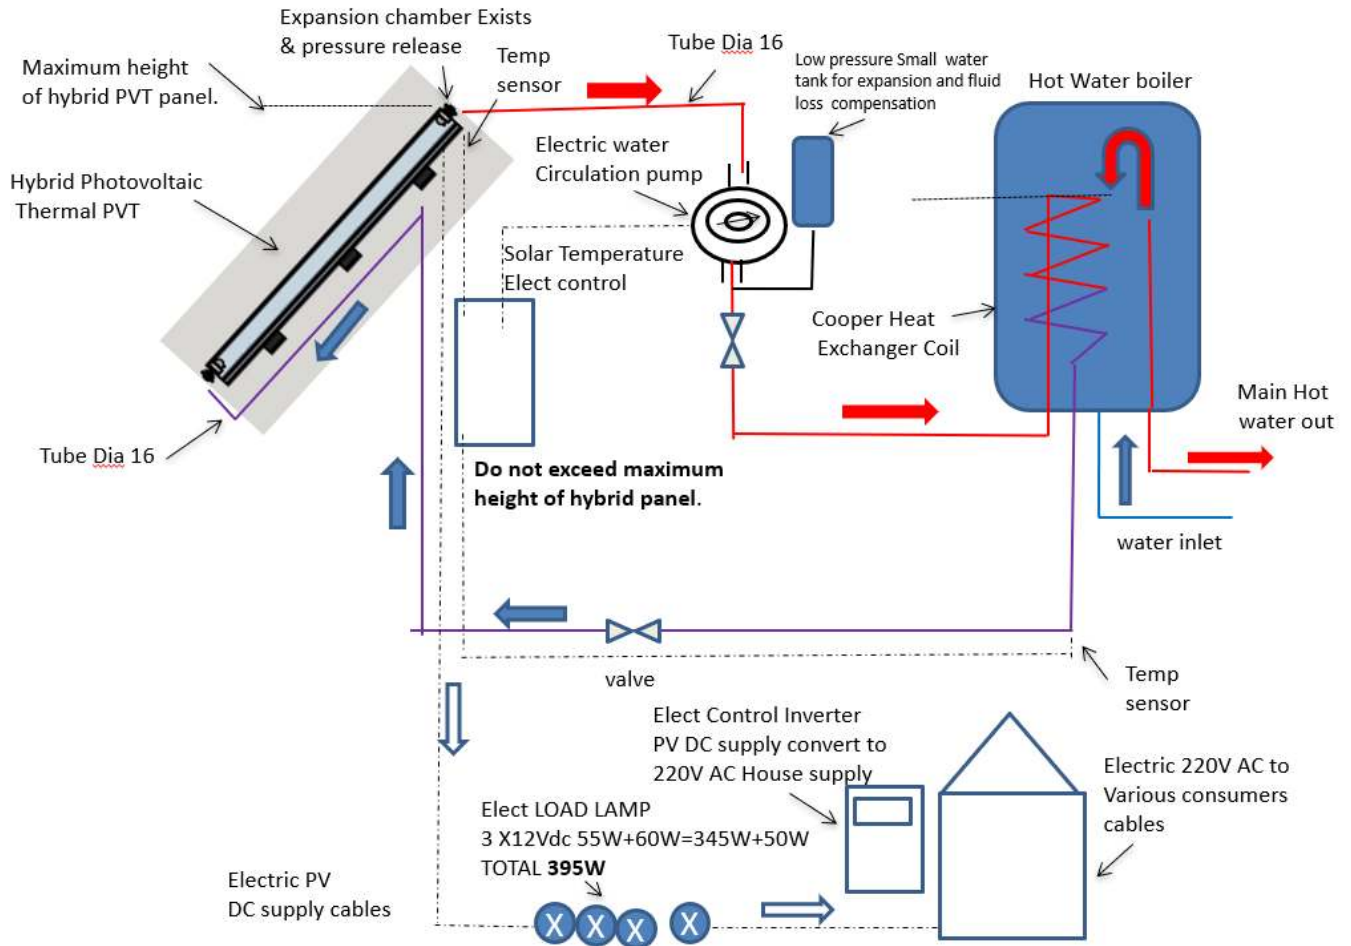 Expansion chamber Exists
& pressure release
Maximum height
of hybrid PVT panel.
Temp
sensor
Tube Dia 16
Low pressure Small water
tank for expansion and fluid
loss compensation
Hot Water boiler
Electric water
Circulation pump
Hybrid Photovoltaic
Thermal PVT
Solar Temperature
Elect control
Cooper Heat
Exchanger Coil
Main Hot
water out
Tube Dia 16
Do not exceed maximum
height of hybrid panel.
water inlet
valve
Temp
sensor
Elect Control Inverter
PV DC supply convert to
220V AC House supply
Electric 220V AC to
Various consumers
cables
Elect LOAD LAMP
3 X12Vdc 55W+60W=345W+50W
TOTAL 395W
Electric PV
DC supply cables
X X X X